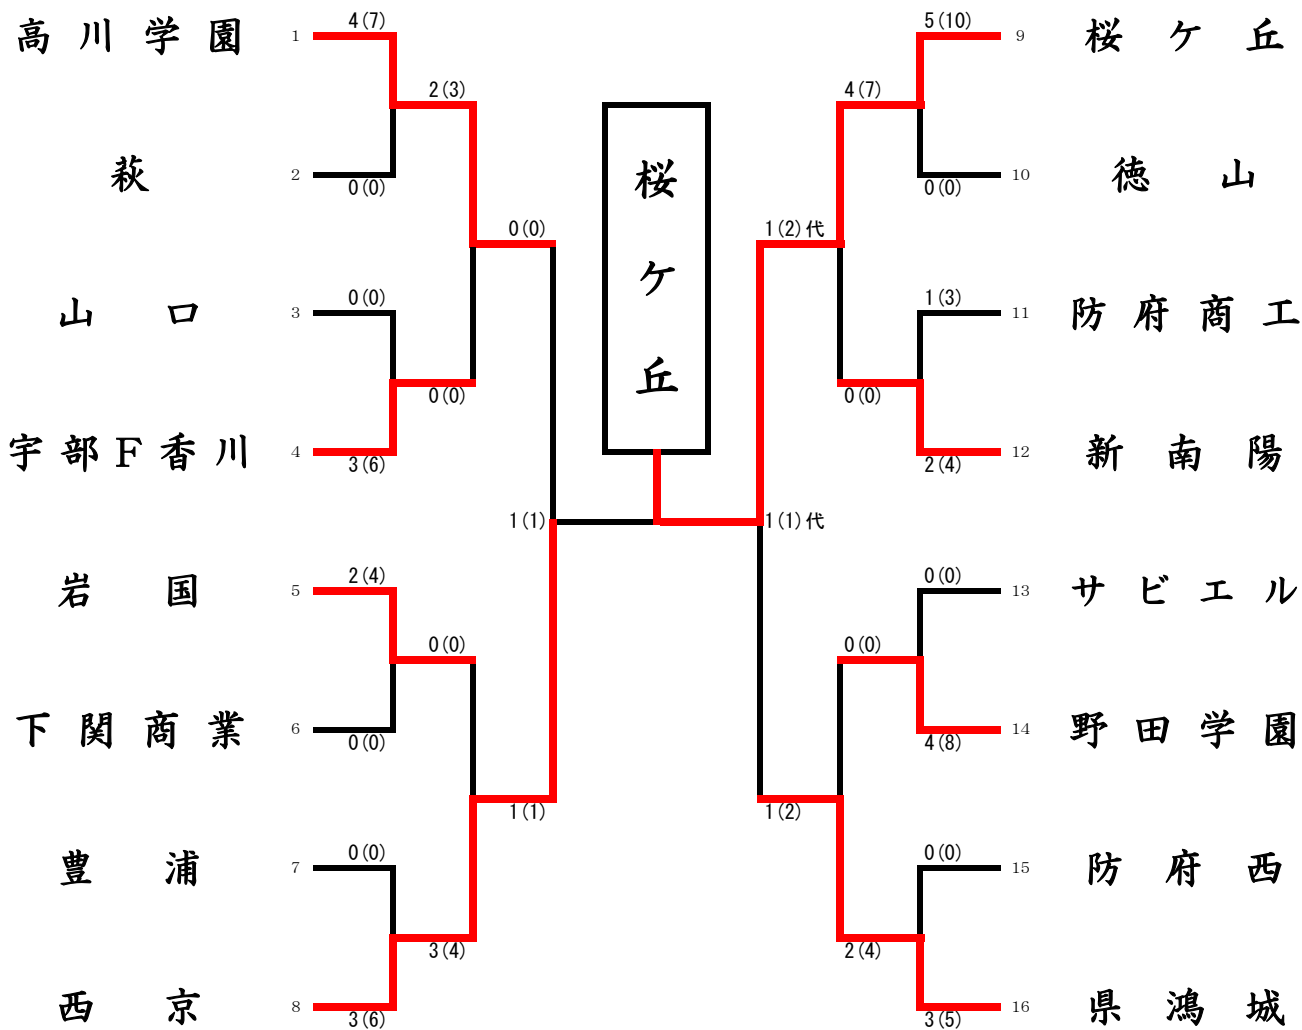 高川学園 1 4(7)
萩 2 0(0)
2(3)
山口 3 0(0)
宇部F香川 4 3(6)
0(0)
0(0)
岩国 5 2(4)
下関商業 6 0(0)
0(0)
豊浦 7 0(0)
西京 8 3(6)
3(4)
1(1)
1(1)
桜ケ丘
5(10) 9 桜ケ丘
0(0) 10 徳山
4(7)
1(3) 11 防府商工
2(4) 12 新南陽
0(0)
1(2)代
0(0) 13 サビエル
4(8) 14 野田学園
0(0)
0(0) 15 防府西
3(5) 16 県鴻城
2(4)
1(2)
1(1)代